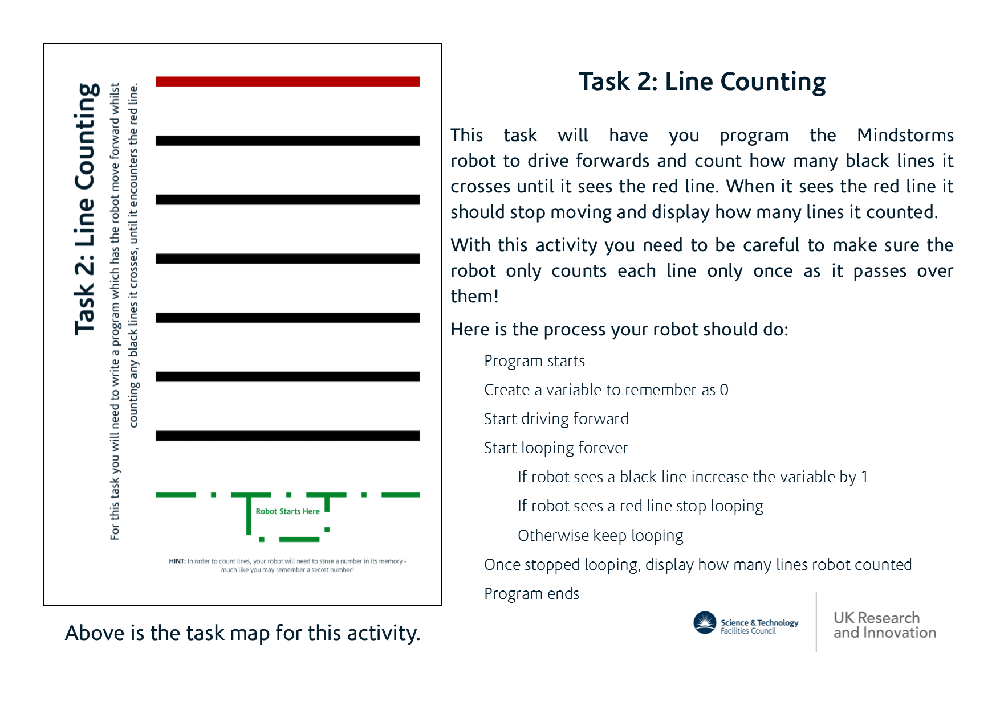 Task 2: Line Counting
For this task you will need to write a program which has the robot move forward whilst
counting any black lines it crosses, until it encounters the red line.
Robot Starts Here
HINT: In order to count lines, your robot will need to store a number in its memory -
much like you may remember a secret number!
Above is the task map for this activity.
Task 2: Line Counting
This task will have you program the Mindstorms
robot to drive forwards and count how many black lines it
crosses until it sees the red line. When it sees the red line it
should stop moving and display how many lines it counted.
With this activity you need to be careful to make sure the
robot only counts each line only once as it passes over
them!
Here is the process your robot should do:
Program starts
Create a variable to remember as 0
Start driving forward
Start looping forever
If robot sees a black line increase the variable by 1
If robot sees a red line stop looping
Otherwise keep looping
Once stopped looping, display how many lines robot counted
Program ends
Science & Technology
Facilities Council
UK Research
and Innovation